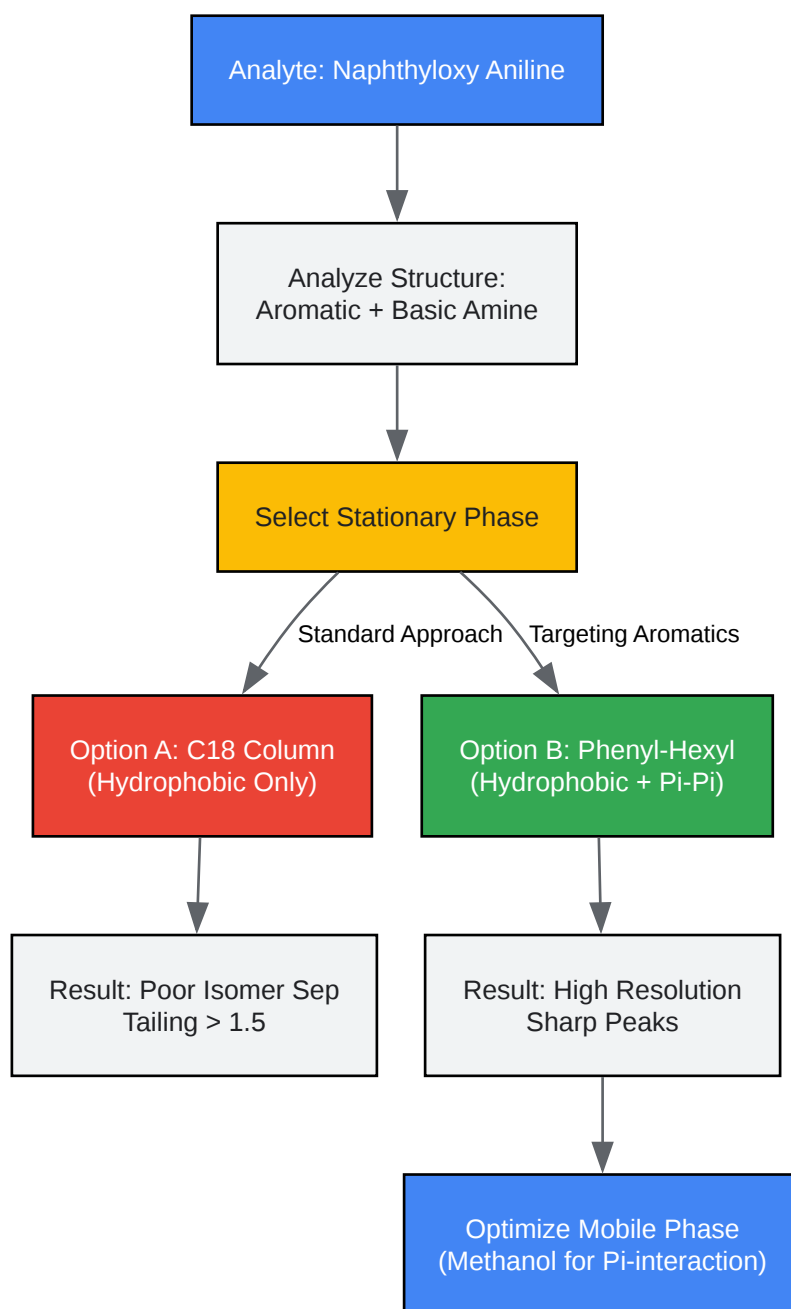 Analyte: Naphthyloxy Aniline
Analyze Structure:
Aromatic + Basic Amine
Select Stationary Phase
Standard Approach
Targeting Aromatics
Option A: C18 Column
(Hydrophobic Only)
Option B: Phenyl-Hexyl
(Hydrophobic + Pi-Pi)
Result: Poor Isomer Sep
Tailing > 1.5
Result: High Resolution
Sharp Peaks
Optimize Mobile Phase
(Methanol for Pi-interaction)